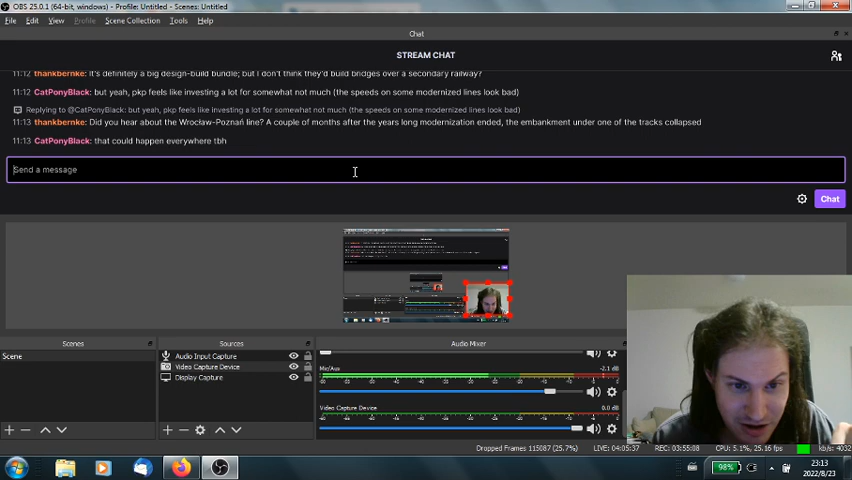 OBS 25.0.1 (64-bit, windows) - Profile: Untitled - Scenes: Untitled
File Edit View Profile Scene Collection Tools Help
Chat
STREAM CHAT
11:12 thankbernke: It's definitely a big design-build bundle; but I don't think they'd build bridges over a secondary railway?
11:12 CatPonyBlack: but yeah, pkp feels like investing a lot for somewhat not much (the speeds on some modernized lines look bad)
Replying to @CatPonyBlack: but yeah, pkp feels like investing a lot for somewhat not much (the speeds on some modernized lines look bad)
11:13 thankbernke: Did you hear about the Wrocław-Poznań line? A couple of months after the years long modernization ended, the embankment under one of the tracks collapsed
11:13 CatPonyBlack: that could happen everywhere tbh
Send a message
Chat
Scenes
Sources
Audio Mixer
Scene
Audio Input Capture
Video Capture Device
Display Capture
Mic/Aux
-2.1 dB
Video Capture Device
0.0 dB
Dropped Frames 115087 (25.7%)
LIVE: 04:05:37
REC: 03:55:08
CPU: 5.1%, 25.16 fps
kb/s: 4032
98%
23:13
2022/8/23